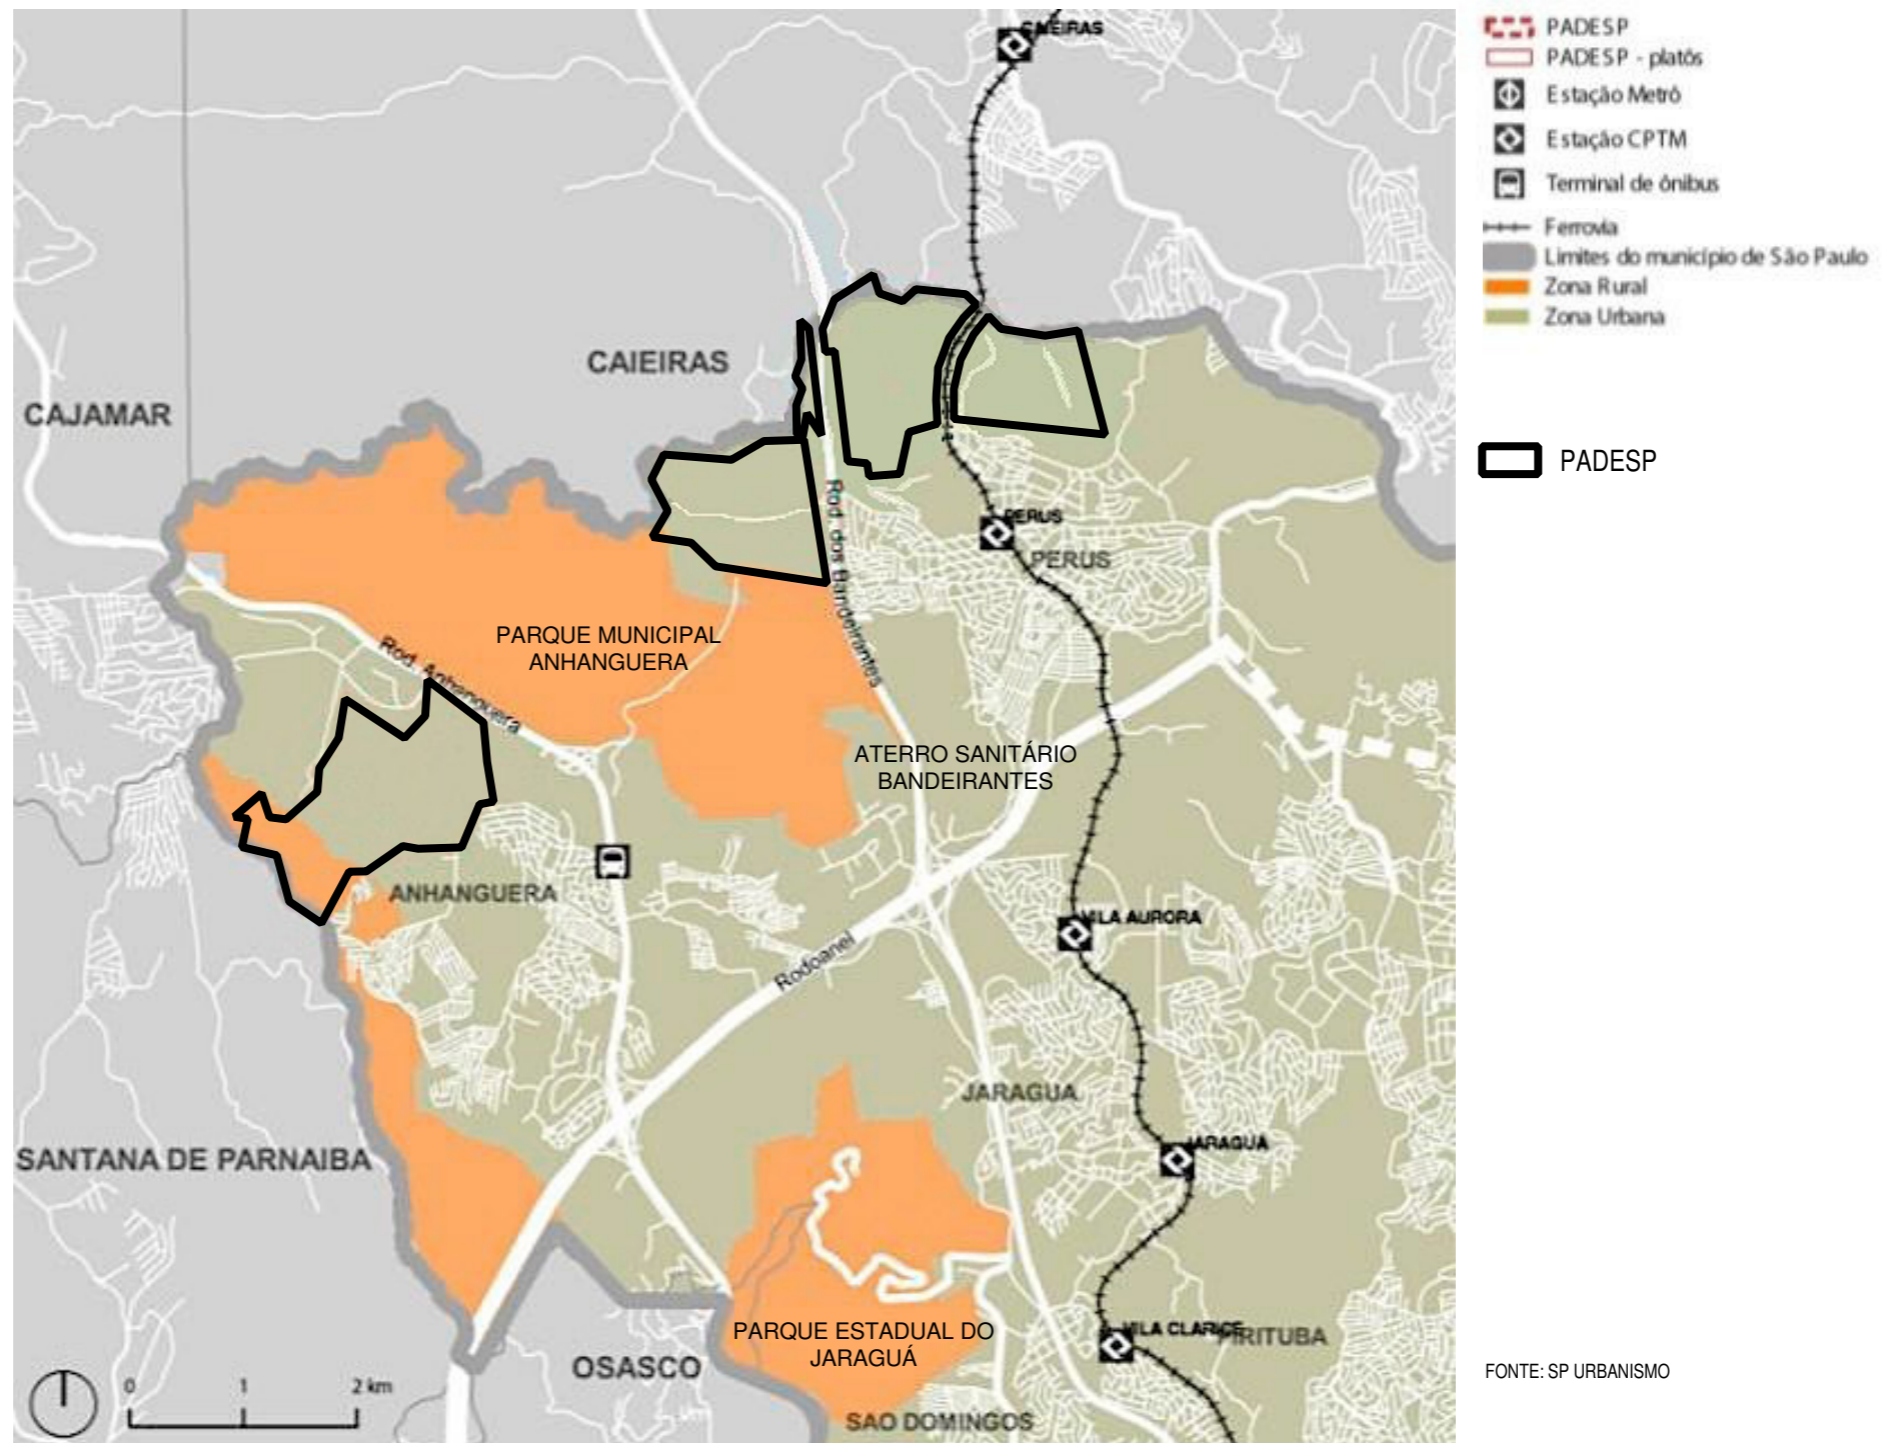 CAIEIRAS
CAIEIRAS
CAJAMAR
PERUS
PERUS
Rod. dos Bandeirantes
PARQUE MUNICIPAL
ANHANGUERA
Rod. Anhanguera
ATERRO SANITÁRIO
BANDEIRANTES
ANHANGUERA
VILA AURORA
Rodoanel
JARAGUA
JARAGUA
SANTANA DE PARNAIBA
PARQUE ESTADUAL DO
JARAGUÁ
VILA CLARICE
PIRITUBA
OSASCO
SAO DOMINGOS
0 1 2 km
PADESP
PADESP - platôs
Estação Metrô
Estação CPTM
Terminal de ônibus
Ferrovia
Limites do município de São Paulo
Zona Rural
Zona Urbana
PADESP
FONTE: SP URBANISMO